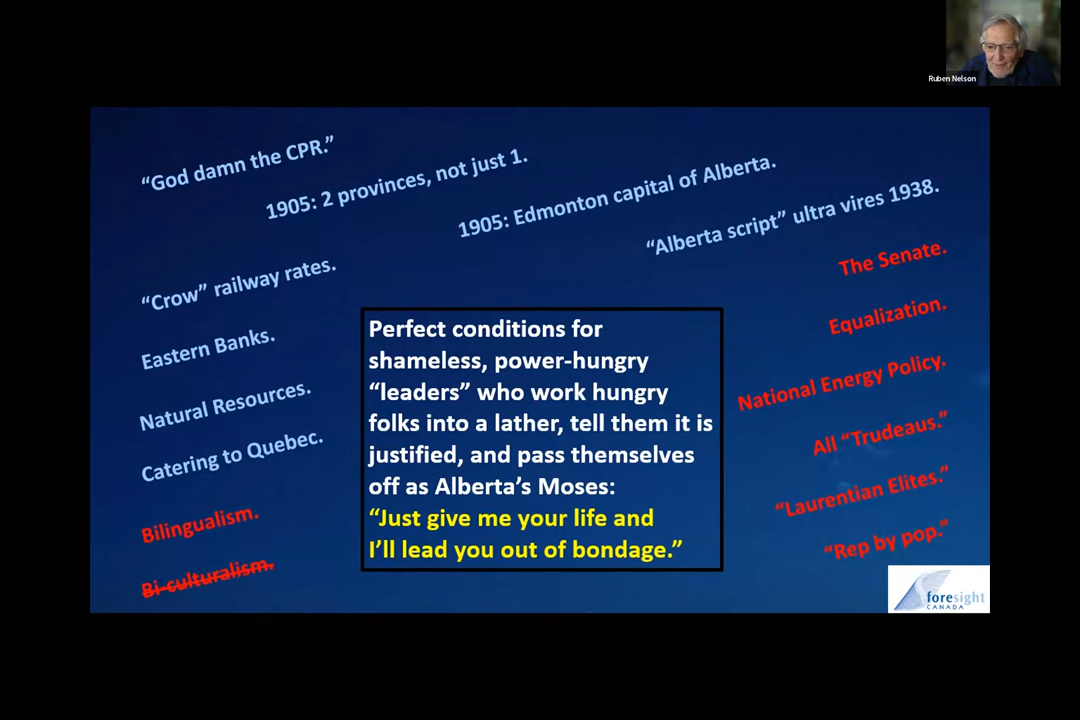 Ruben Nelson
“God damn the CPR.”
1905: 2 provinces, not just 1.
1905: Edmonton capital of Alberta.
“Alberta script” ultra vires 1938.
“Crow” railway rates.
Eastern Banks.
Natural Resources.
Catering to Quebec.
Bilingualism.
Bi-culturalism.
Perfect conditions for
shameless, power-hungry
“leaders” who work hungry
folks into a lather, tell them it is
justified, and pass themselves
off as Alberta’s Moses:
“Just give me your life and
I’ll lead you out of bondage.”
The Senate.
Equalization.
National Energy Policy.
All “Trudeaus.”
“Laurentian Elites.”
“Rep by pop.”
foresight
CANADA